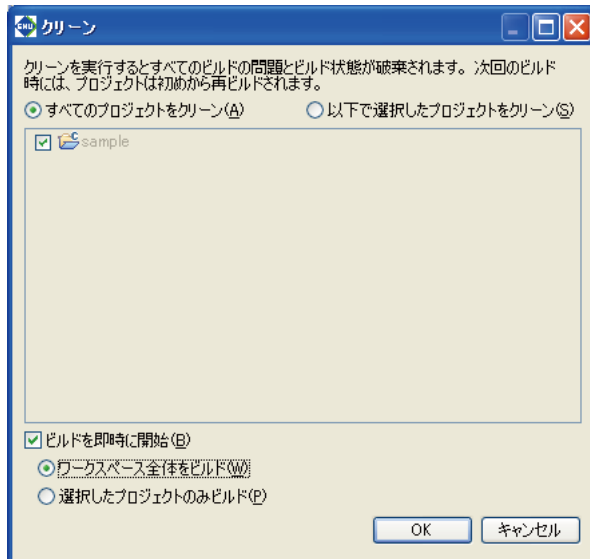 GNU クリーン
クリーンを実行するとすべてのビルドの問題とビルド状態が破棄されます。次回のビルド
時には、プロジェクトは初めから再ビルドされます。
すべてのプロジェクトをクリーン(A) 以下で選択したプロジェクトをクリーン(S)
C sample
ビルドを即時に開始(B)
ワークスペース全体をビルド(W)
選択したプロジェクトのみビルド(P)
OK キャンセル